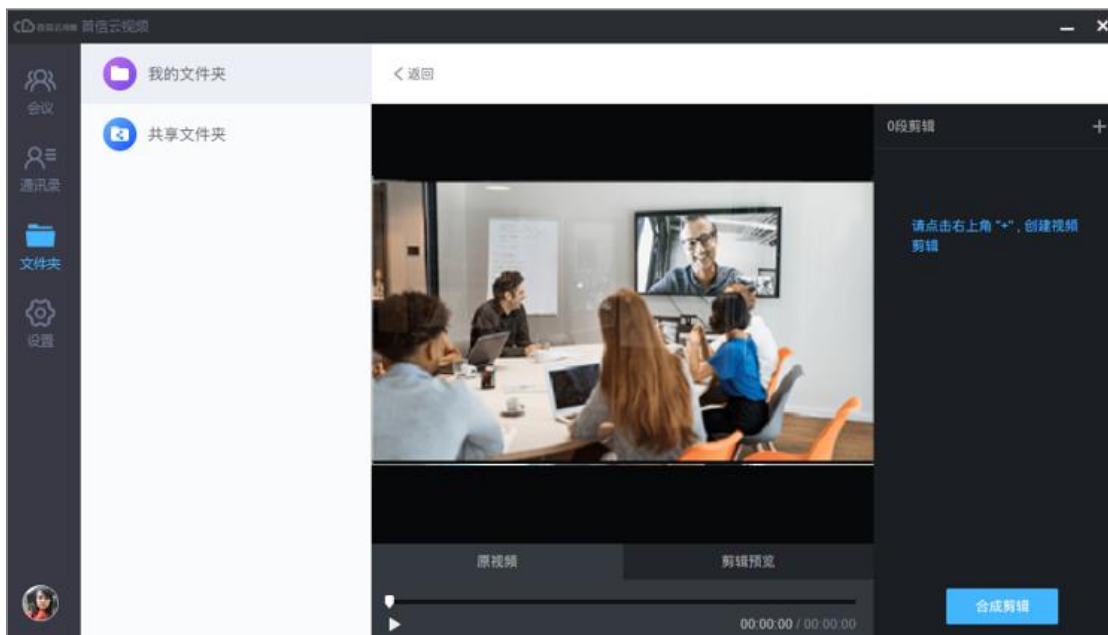 首信云视频
会议
通讯录
文件夹
设置
我的文件夹
共享文件夹
返回
0段剪辑
+
请点击右上角 "+" , 创建视频
剪辑
原视频
剪辑预览
00:00:00 / 00:00:00
合成剪辑